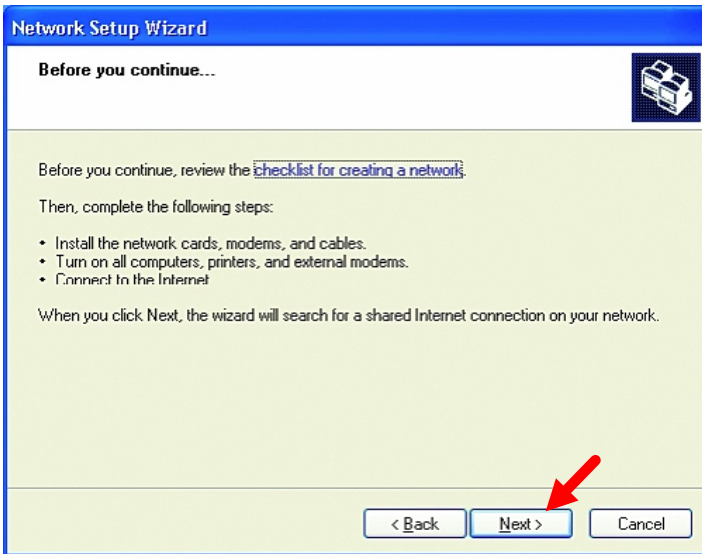 Network Setup Wizard
Before you continue...
Before you continue, review the checklist for creating a network.
Then, complete the following steps:
• Install the network cards, modems, and cables.
• Turn on all computers, printers, and external modems.
• Connect to the Internet
When you click Next, the wizard will search for a shared Internet connection on your network.
< Back Next > Cancel